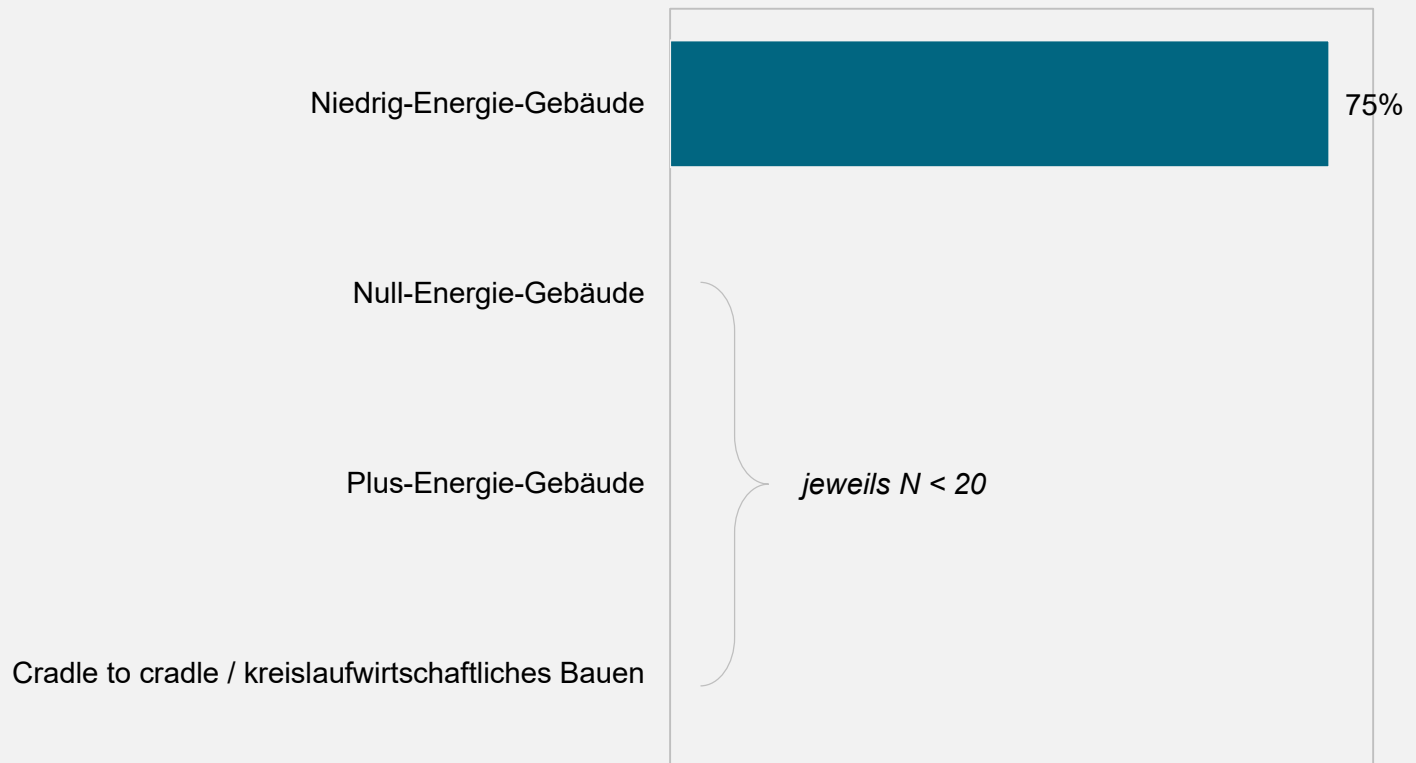 Niedrig-Energie-Gebäude
75%
Null-Energie-Gebäude
Plus-Energie-Gebäude
jeweils N < 20
Cradle to cradle / kreislaufwirtschaftliches Bauen